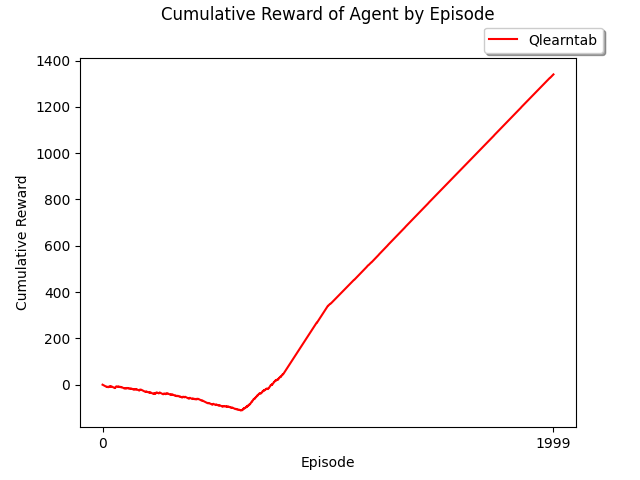 Cumulative Reward of Agent by Episode
Qlearntab
1400
1200
1000
800
600
400
200
0
Cumulative Reward
0
1999
Episode